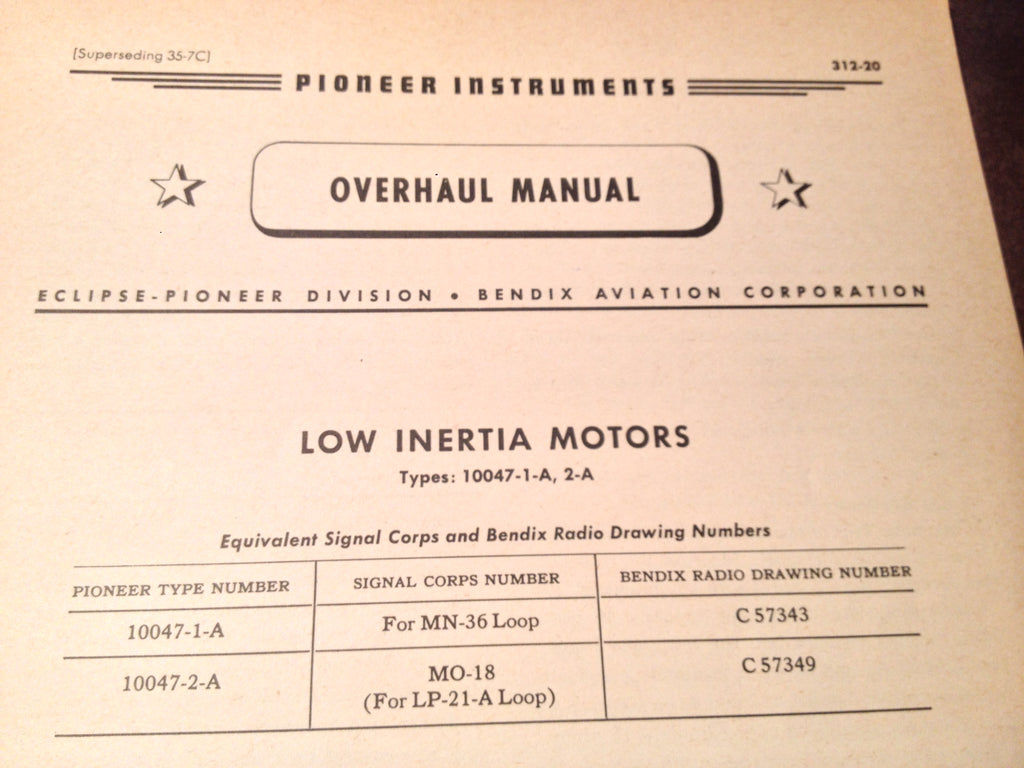 [Superseding 35-7C]
312-20
PIONEER INSTRUMENTS
OVERHAUL MANUAL
ECLIPSE-PIONEER DIVISION • BENDIX AVIATION CORPORATION
LOW INERTIA MOTORS
Types: 10047-1-A, 2-A
Equivalent Signal Corps and Bendix Radio Drawing Numbers
PIONEER TYPE NUMBER SIGNAL CORPS NUMBER BENDIX RADIO DRAWING NUMBER
10047-1-A For MN-36 Loop C 57343
10047-2-A MO-18 C 57349
(For LP-21-A Loop)